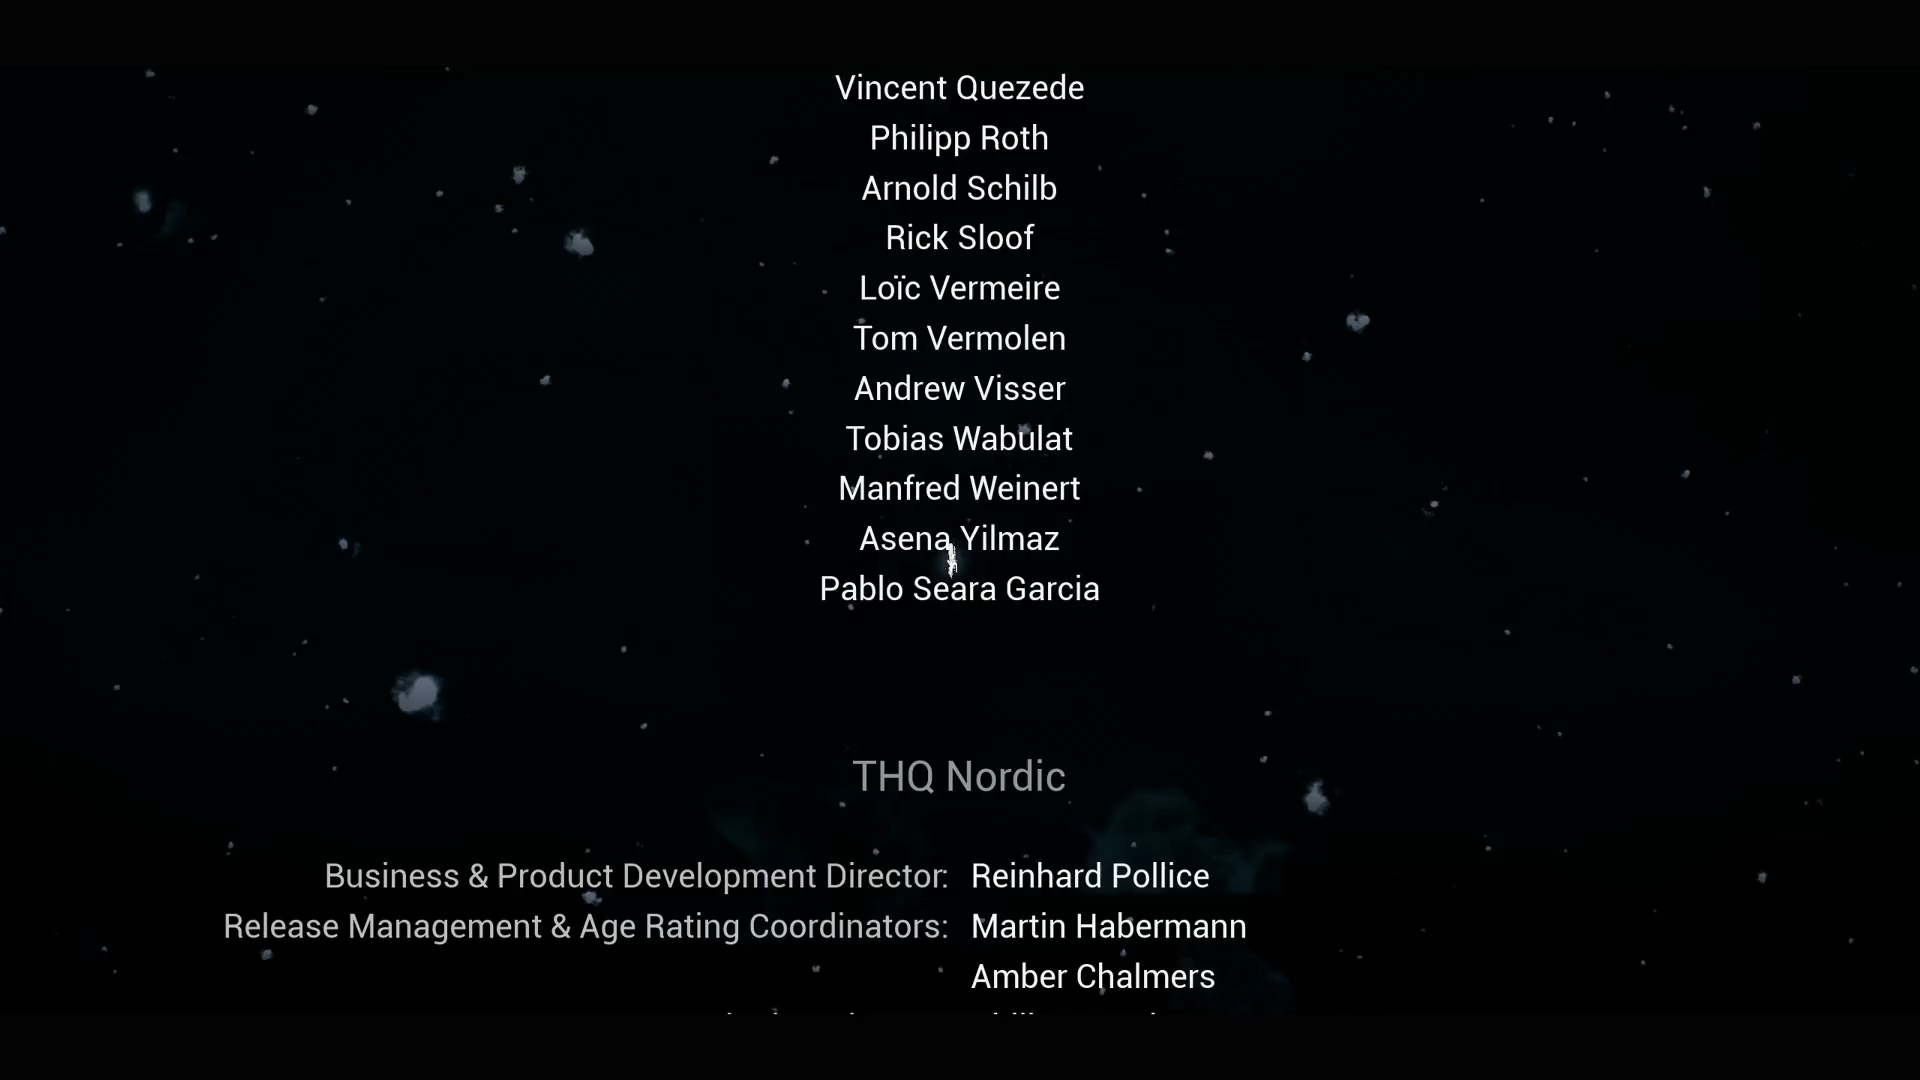 Vincent Quezede
Philipp Roth
Arnold Schilb
Rick Sloof
Loïc Vermeire
Tom Vermolen
Andrew Visser
Tobias Wabulat
Manfred Weinert
Asena Yilmaz
Pablo Seara Garcia
THQ Nordic
Business & Product Development Director: Reinhard Pollice
Release Management & Age Rating Coordinators: Martin Habermann
Amber Chalmers